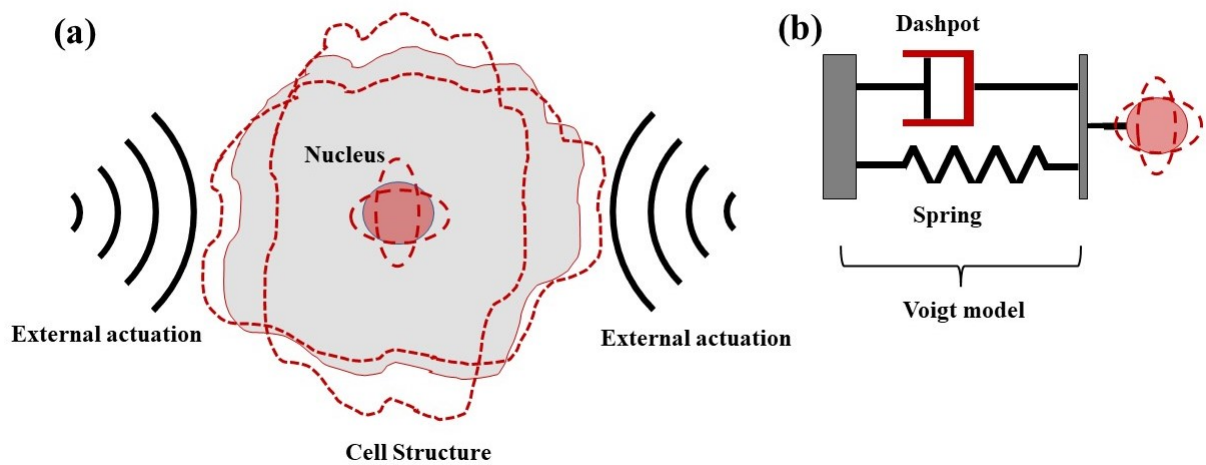 (a)
Nucleus
External actuation
External actuation
Cell Structure
(b)
Dashpot
Spring
Voigt model